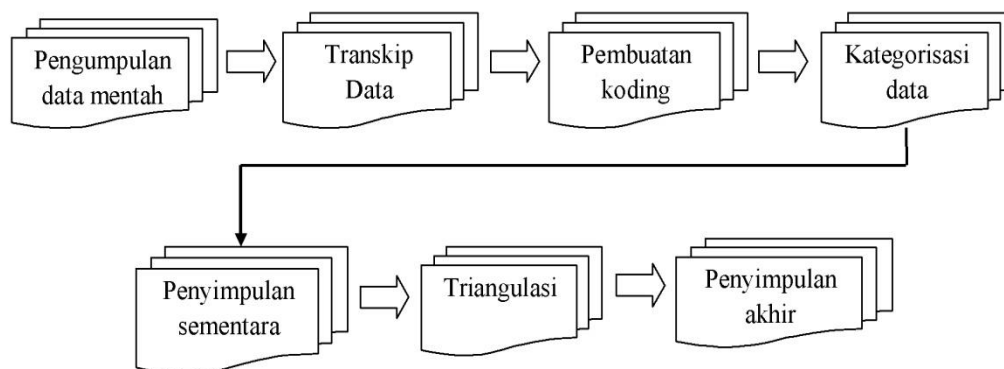 Pengumpulan
data mentah
Transkip
Data
Pembuatan
koding
Kategorisasi
data
Penyimpulan
sementara
Triangulasi
Penyimpulan
akhir